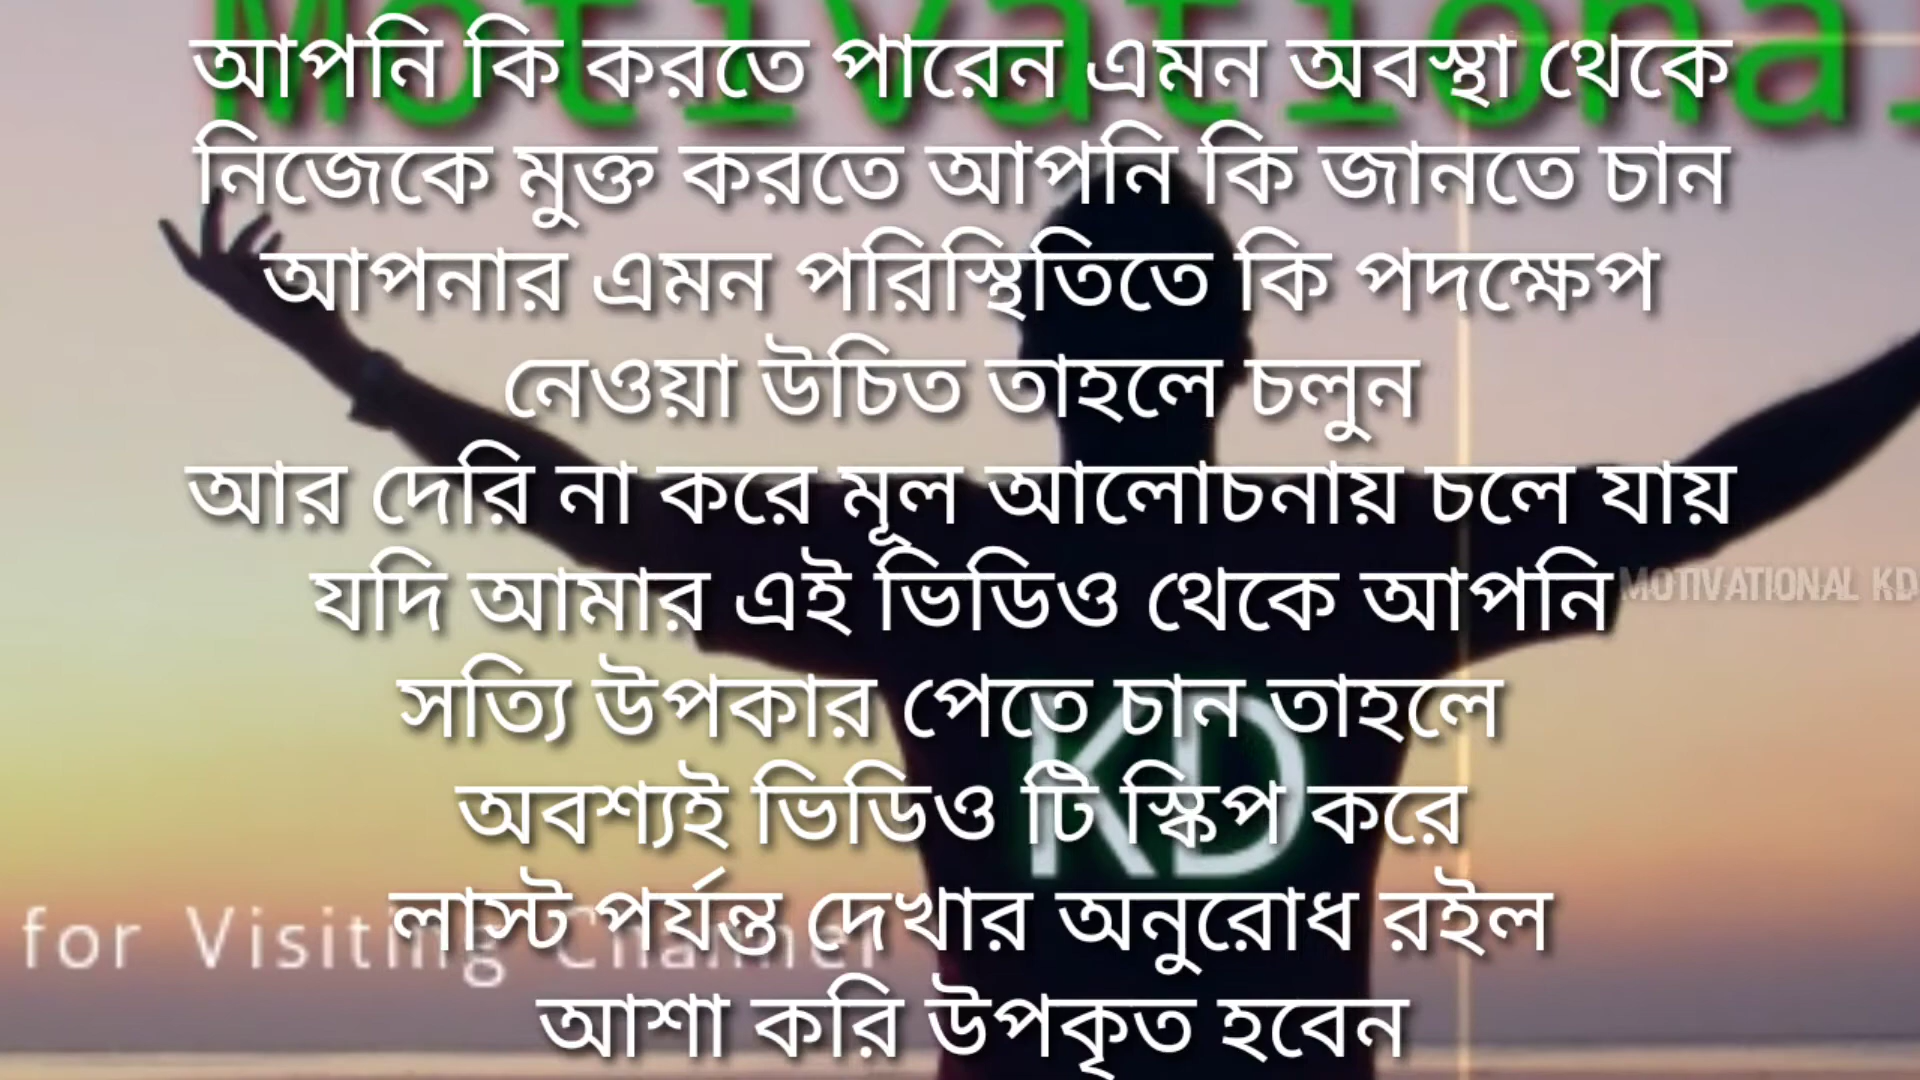 Motivational
আপনি কি করতে পারেন এমন অবস্থা থেকে
নিজেকে মুক্ত করতে আপনি কি জানতে চান
আপনার এমন পরিস্থিতিতে কি পদক্ষেপ
নেওয়া উচিত তাহলে চলুন
আর দেরি না করে মূল আলোচনায় চলে যায়
যদি আমার এই ভিডিও থেকে আপনি
MOTIVATIONAL KD
সত্যি উপকার পেতে চান তাহলে
KD
অবশ্যই ভিডিও টি স্কিপ করে
লাস্ট পর্যন্ত দেখার অনুরোধ রইল
for Visiting Channel
আশা করি উপকৃত হবেন